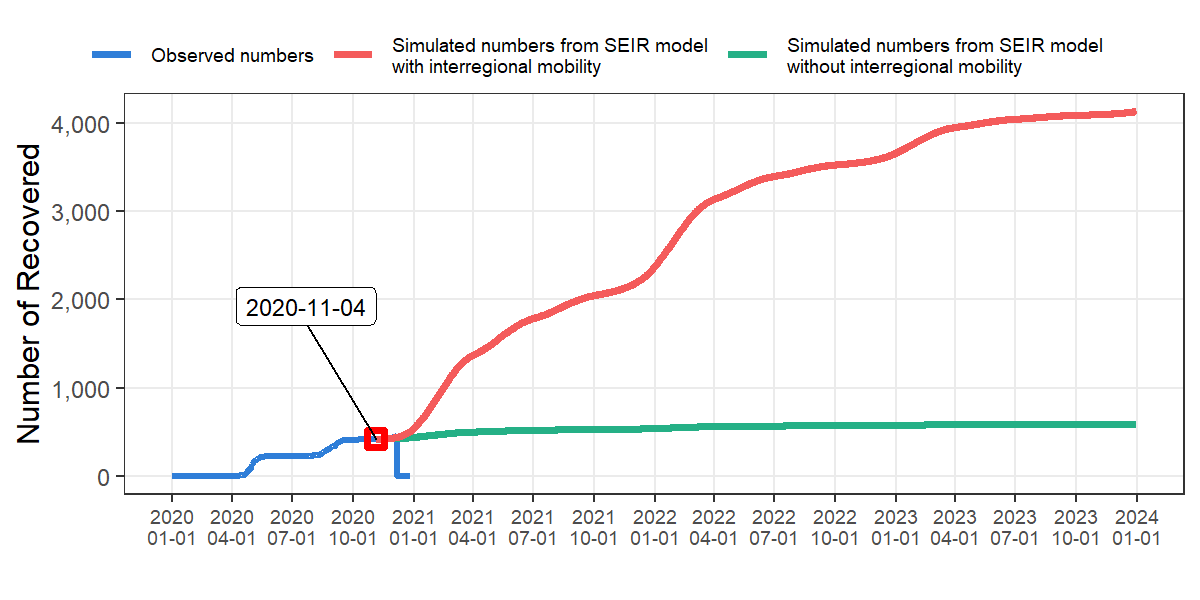 Observed numbers
Simulated numbers from SEIR model
with interregional mobility
Simulated numbers from SEIR model
without interregional mobility
Number of Recovered
4,000
3,000
2,000
1,000
0
2020-11-04
2020 2020 2020 2020 2021 2021 2021 2021 2022 2022 2022 2022 2023 2023 2023 2023 2024
01-01 04-01 07-01 10-01 01-01 04-01 07-01 10-01 01-01 04-01 07-01 10-01 01-01 04-01 07-01 10-01 01-01